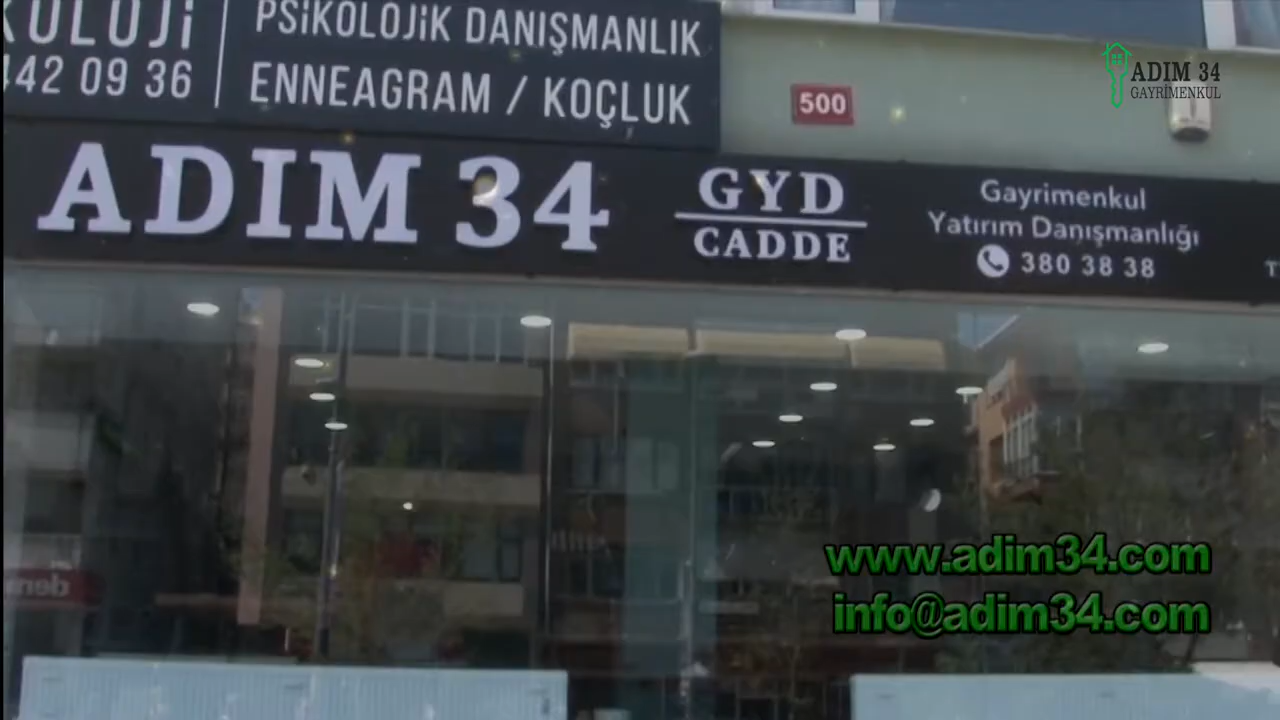 PSİKOLOJİK DANIŞMANLIK
442 09 36
ENNEAGRAM / KOÇLUK
500
ADIM 34
GAYRİMENKUL
ADIM 34
GYD
CADDE
Gayrimenkul
Yatırım Danışmanlığı
380 38 38
www.adim34.com
info@adim34.com